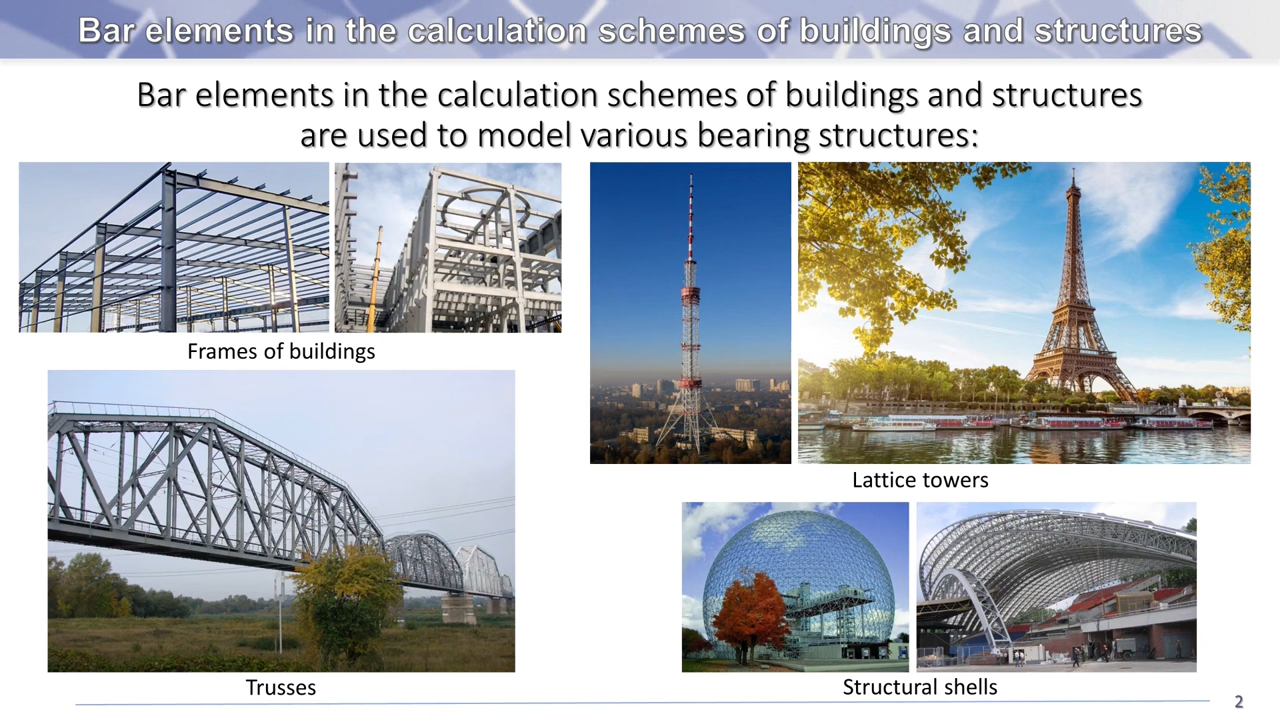 Bar elements in the calculation schemes of buildings and structures
Bar elements in the calculation schemes of buildings and structures
are used to model various bearing structures:
Frames of buildings
Lattice towers
Trusses
Structural shells
2